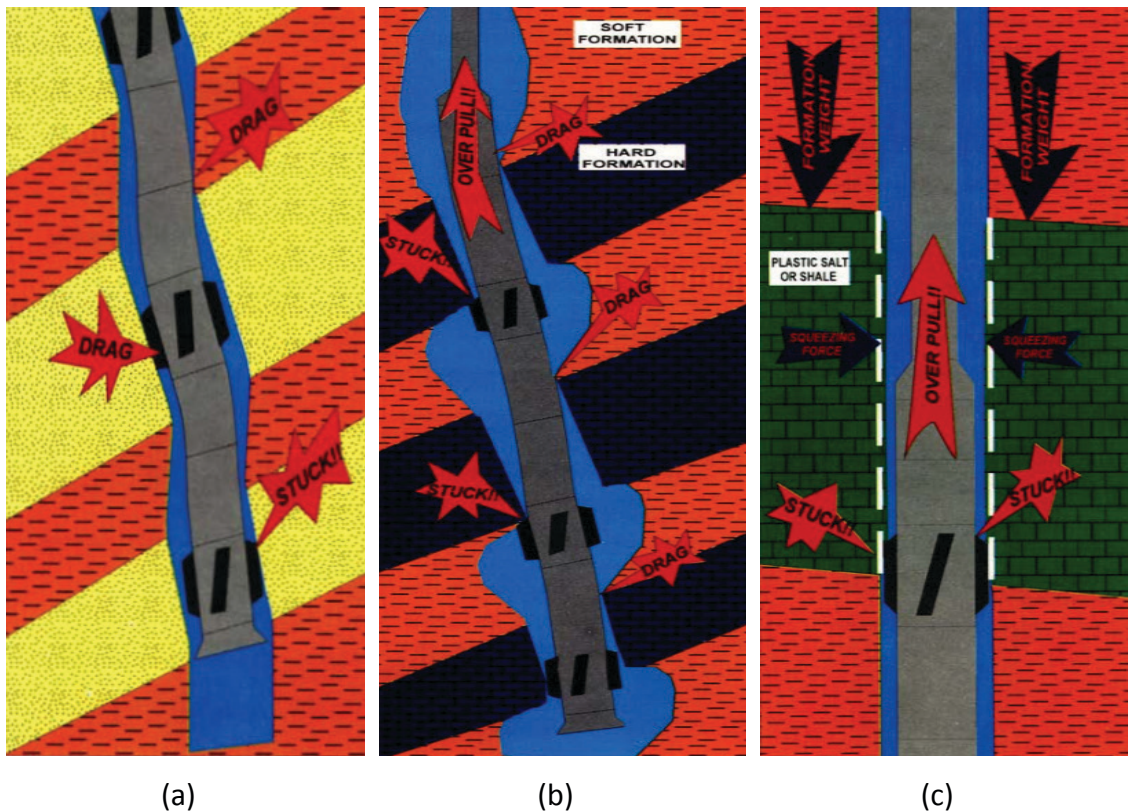 DRAG
DRAG
STUCK!!
SOFT
FORMATION
OVER PULL!!
DRAG
HARD
FORMATION
STUCK!!
DRAG
STUCK!!
DRAG
FORMATION
WEIGHT
FORMATION
WEIGHT
PLASTIC SALT
OR SHALE
OVER PULL!!
SQUEEZING
FORCE
SQUEEZING
FORCE
STUCK!!
STUCK!!
(a)
(b)
(c)